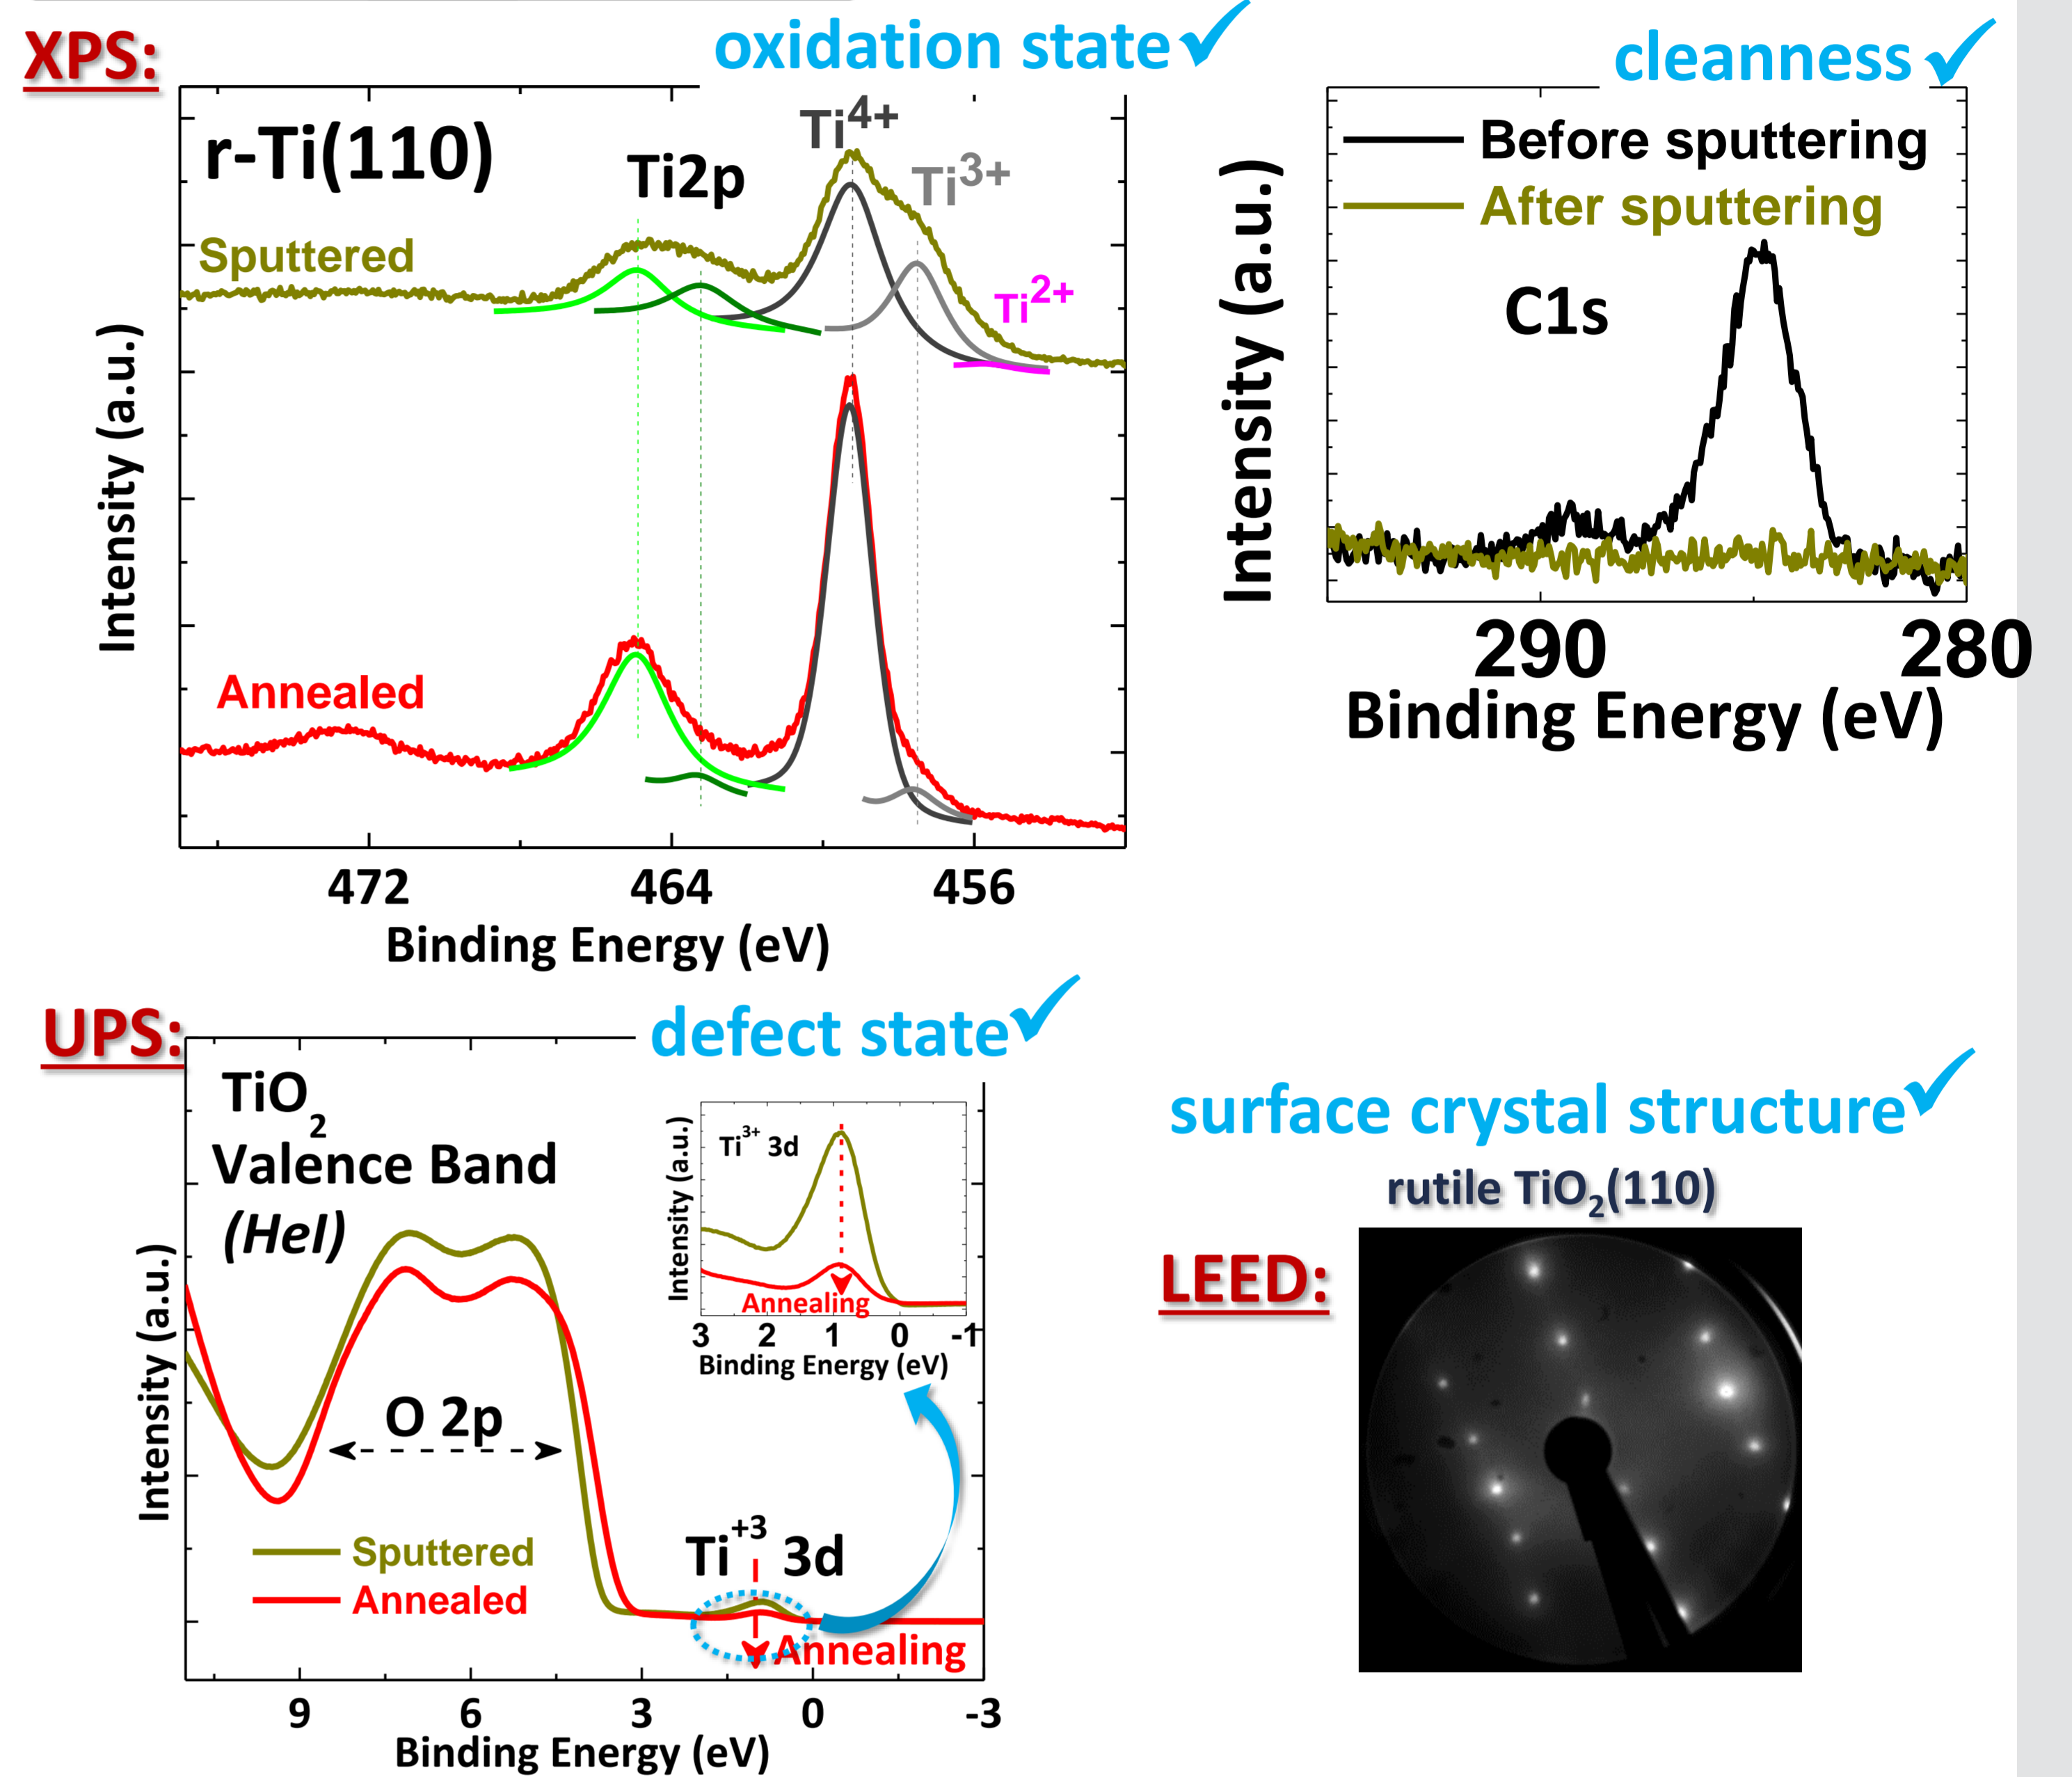 XPS:
oxidation state
r-Ti(110)
Ti2p
Ti⁴⁺
Ti³⁺
Ti²⁺
Sputtered
Annealed
Intensity (a.u.)
472 464 456
Binding Energy (eV)
cleanness
Before sputtering
After sputtering
C1s
Intensity (a.u.)
290 280
Binding Energy (eV)
UPS:
defect state
TiO₂
Valence Band
(HeI)
O 2p
Sputtered
Annealed
Ti⁺³ 3d
Annealing
Intensity (a.u.)
9 6 3 0 -3
Binding Energy (eV)
Ti³⁺ 3d
Annealing
Intensity (a.u.)
3 2 1 0 -1
Binding Energy (eV)
surface crystal structure
rutile TiO₂(110)
LEED: